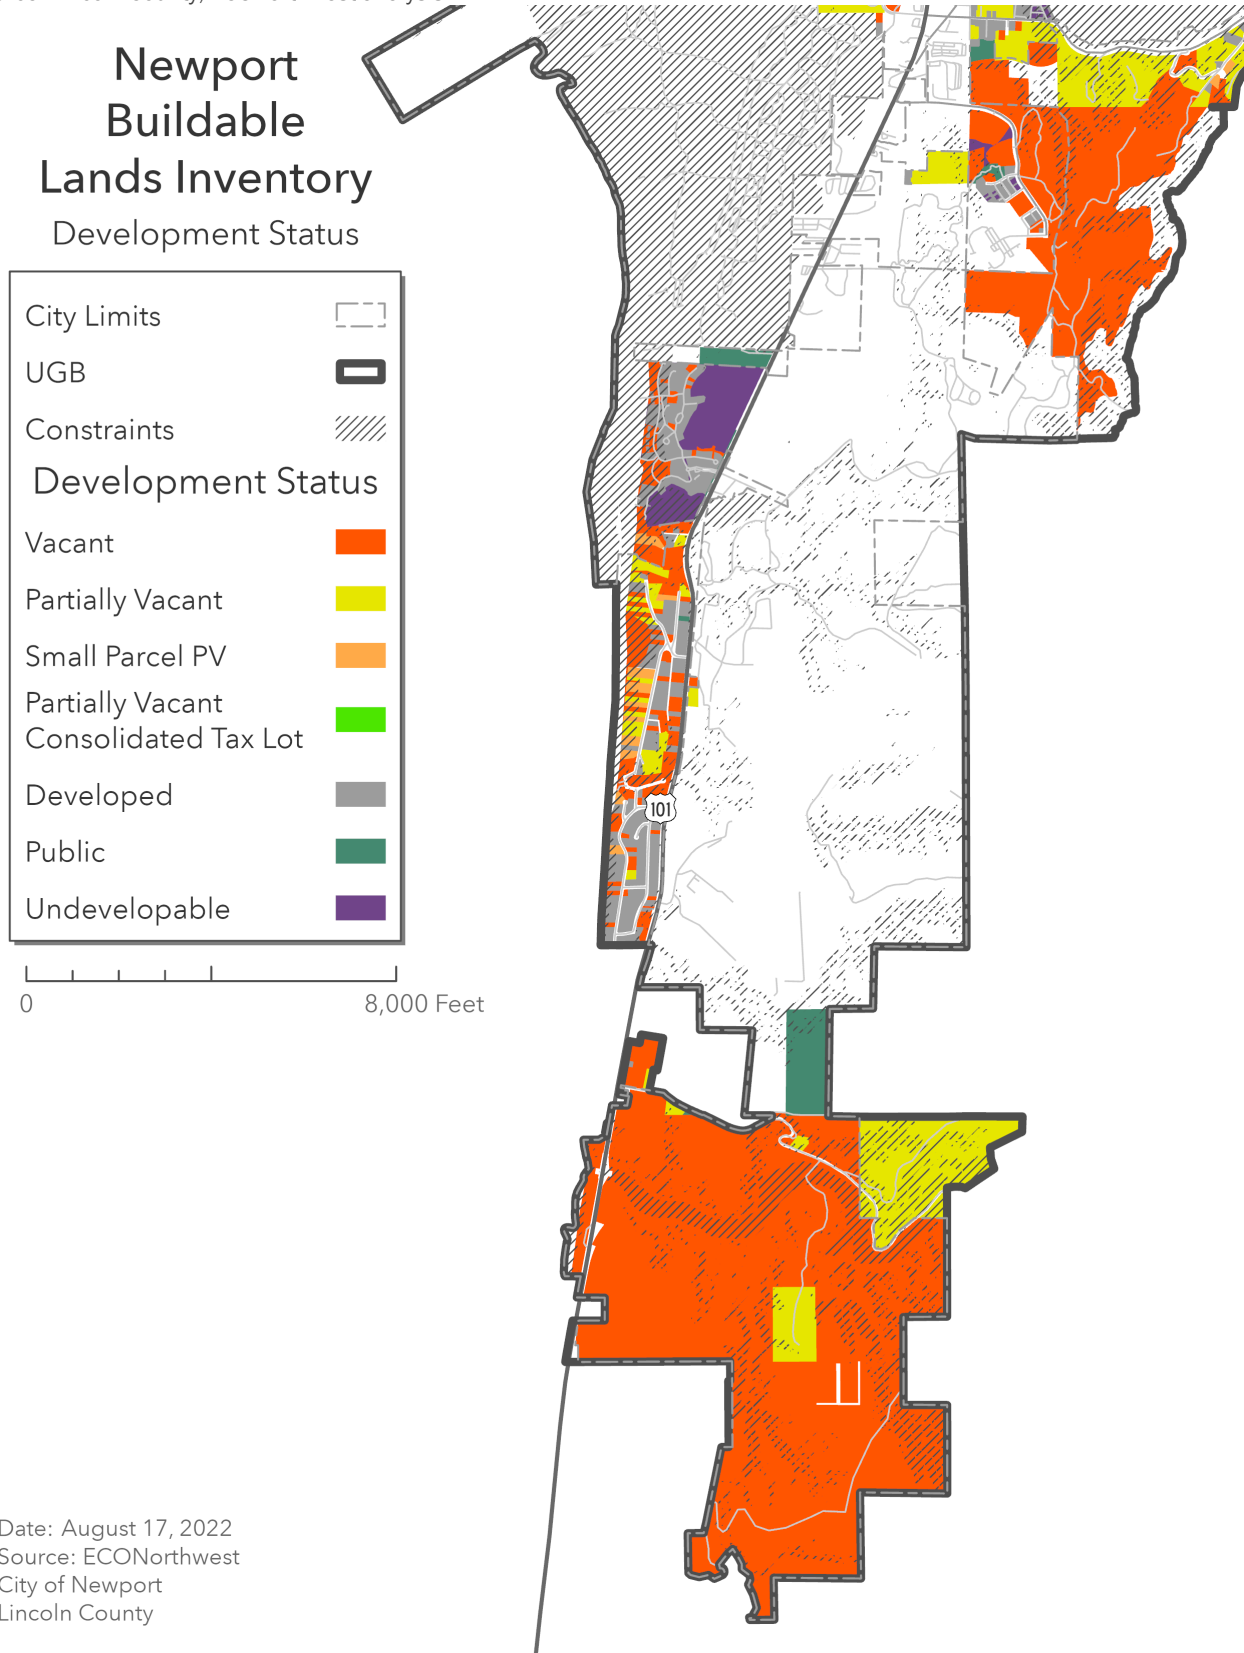 Newport
Buildable
Lands Inventory
Development Status
City Limits
UGB
Constraints
Development Status
Vacant
Partially Vacant
Small Parcel PV
Partially Vacant
Consolidated Tax Lot
Developed
Public
Undevelopable
0
8,000 Feet
101
Date: August 17, 2022
Source: ECONorthwest
City of Newport
Lincoln County